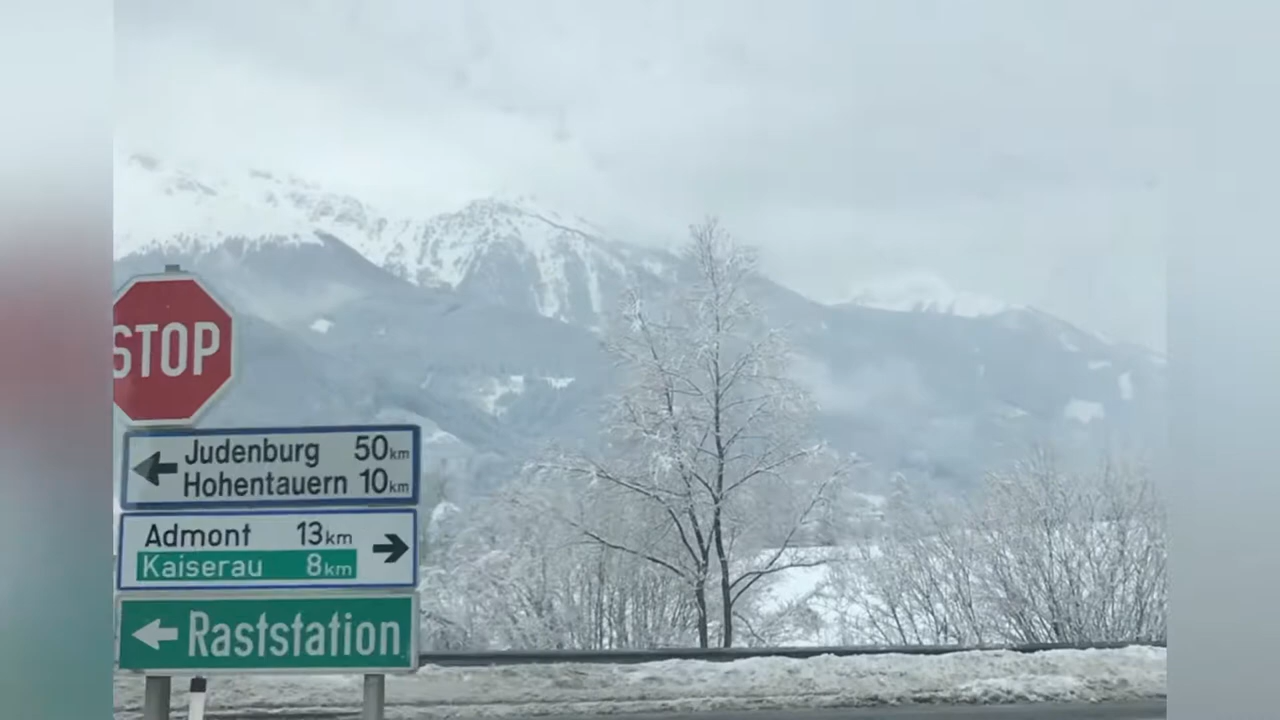 STOP
Judenburg 50km
Hohentauern 10km
Admont 13km
Kaiserau 8km
Raststation